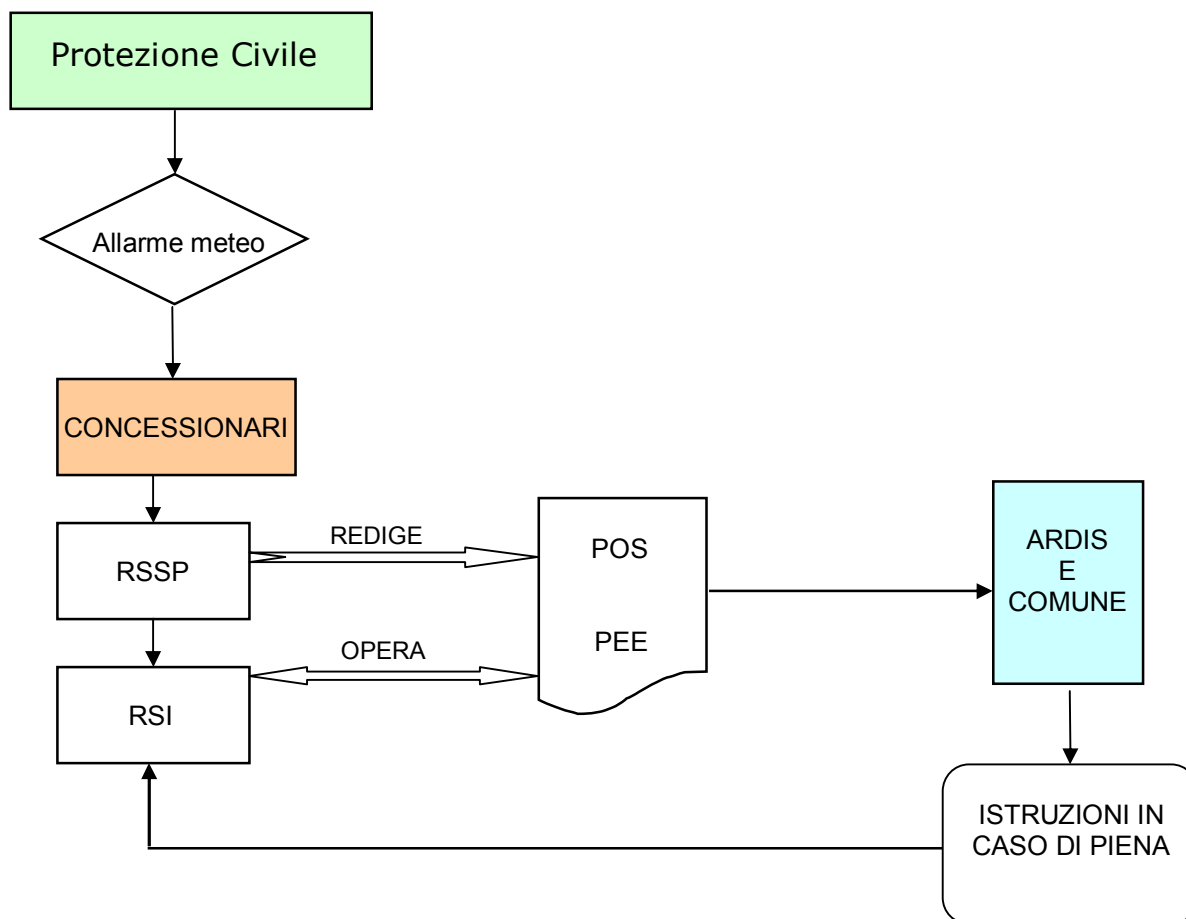 Protezione Civile
Allarme meteo
CONCESSIONARI
RSSP
REDIGE
POS
PEE
ARDIS
E
COMUNE
RSI
OPERA
ISTRUZIONI IN
CASO DI PIENA